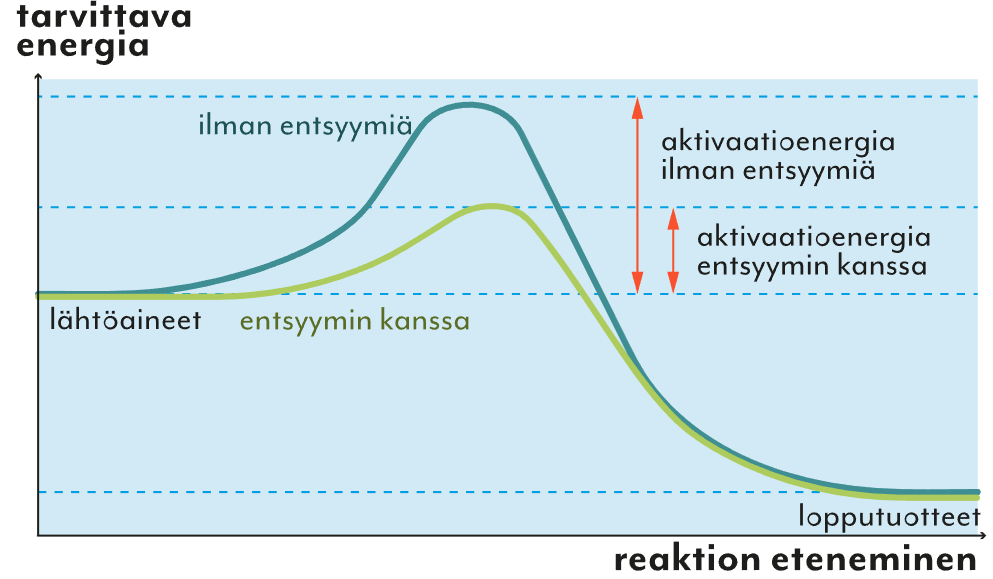 tarvittava
energia
ilman entsyymiä
aktivaatioenergia
ilman entsyymiä
aktivaatioenergia
entsyymin kanssa
lähtöaineet
entsyymin kanssa
lopputuotteet
reaktion eteneminen